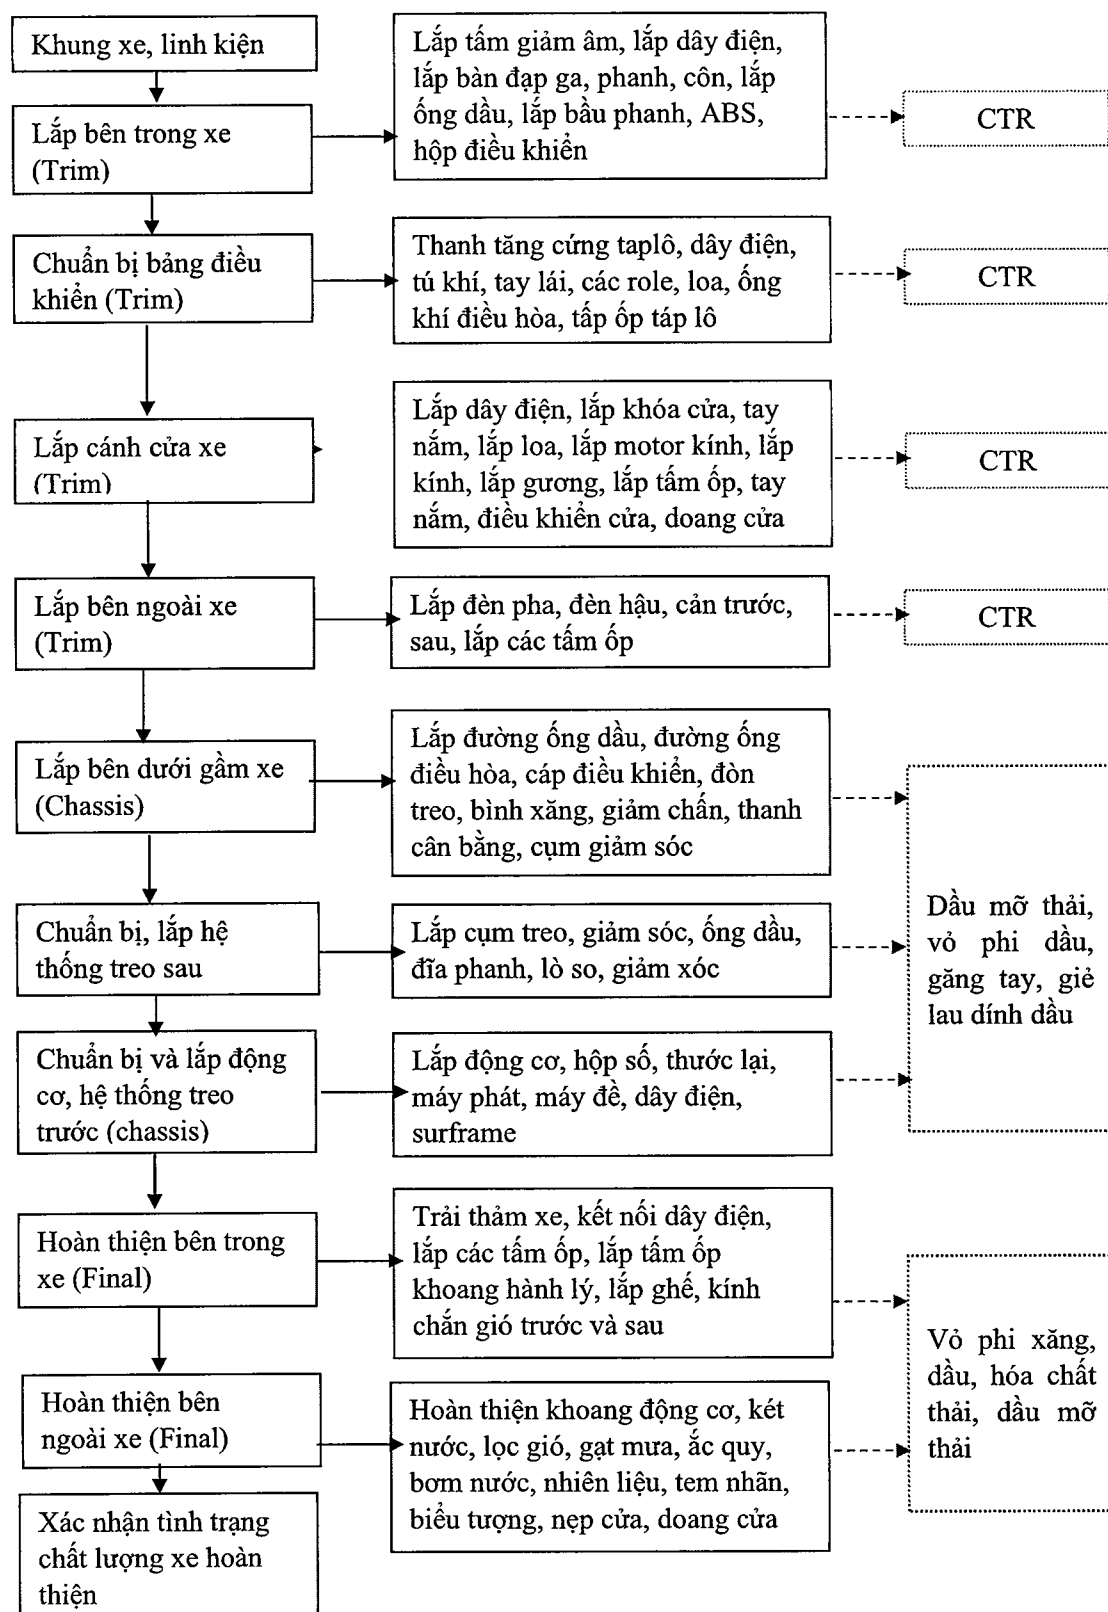 Khung xe, linh kiện
Lắp tấm giảm âm, lắp dây điện,
lắp bàn đạp ga, phanh, côn, lắp
ống dầu, lắp bầu phanh, ABS,
hộp điều khiển
CTR
Lắp bên trong xe
(Trim)
Chuẩn bị bảng điều
khiển (Trim)
Thanh tăng cứng taplô, dây điện,
tú khí, tay lái, các role, loa, ống
khí điều hòa, tấp ốp táp lô
CTR
Lắp cánh cửa xe
(Trim)
Lắp dây điện, lắp khóa cửa, tay
nắm, lắp loa, lắp motor kính, lắp
kính, lắp gương, lắp tấm ốp, tay
nắm, điều khiển cửa, doang cửa
CTR
Lắp bên ngoài xe
(Trim)
Lắp đèn pha, đèn hậu, cản trước,
sau, lắp các tấm ốp
CTR
Lắp bên dưới gầm xe
(Chassis)
Lắp đường ống dầu, đường ống
điều hòa, cáp điều khiển, đòn
treo, bình xăng, giảm chấn, thanh
cân bằng, cụm giảm sóc
Chuẩn bị, lắp hệ
thống treo sau
Lắp cụm treo, giảm sóc, ống dầu,
đĩa phanh, lò so, giảm xóc
Dầu mỡ thải,
vỏ phi dầu,
găng tay, giẻ
lau dính dầu
Chuẩn bị và lắp động
cơ, hệ thống treo
trước (chassis)
Lắp động cơ, hộp số, thước lại,
máy phát, máy đề, dây điện,
surframe
Hoàn thiện bên trong
xe (Final)
Trải thảm xe, kết nối dây điện,
lắp các tấm ốp, lắp tấm ốp
khoang hành lý, lắp ghế, kính
chắn gió trước và sau
Vỏ phi xăng,
dầu, hóa chất
thải, dầu mỡ
thải
Hoàn thiện bên
ngoài xe (Final)
Hoàn thiện khoang động cơ, két
nước, lọc gió, gạt mưa, ắc quy,
bơm nước, nhiên liệu, tem nhãn,
biểu tượng, nẹp cửa, doang cửa
Xác nhận tình trạng
chất lượng xe hoàn
thiện